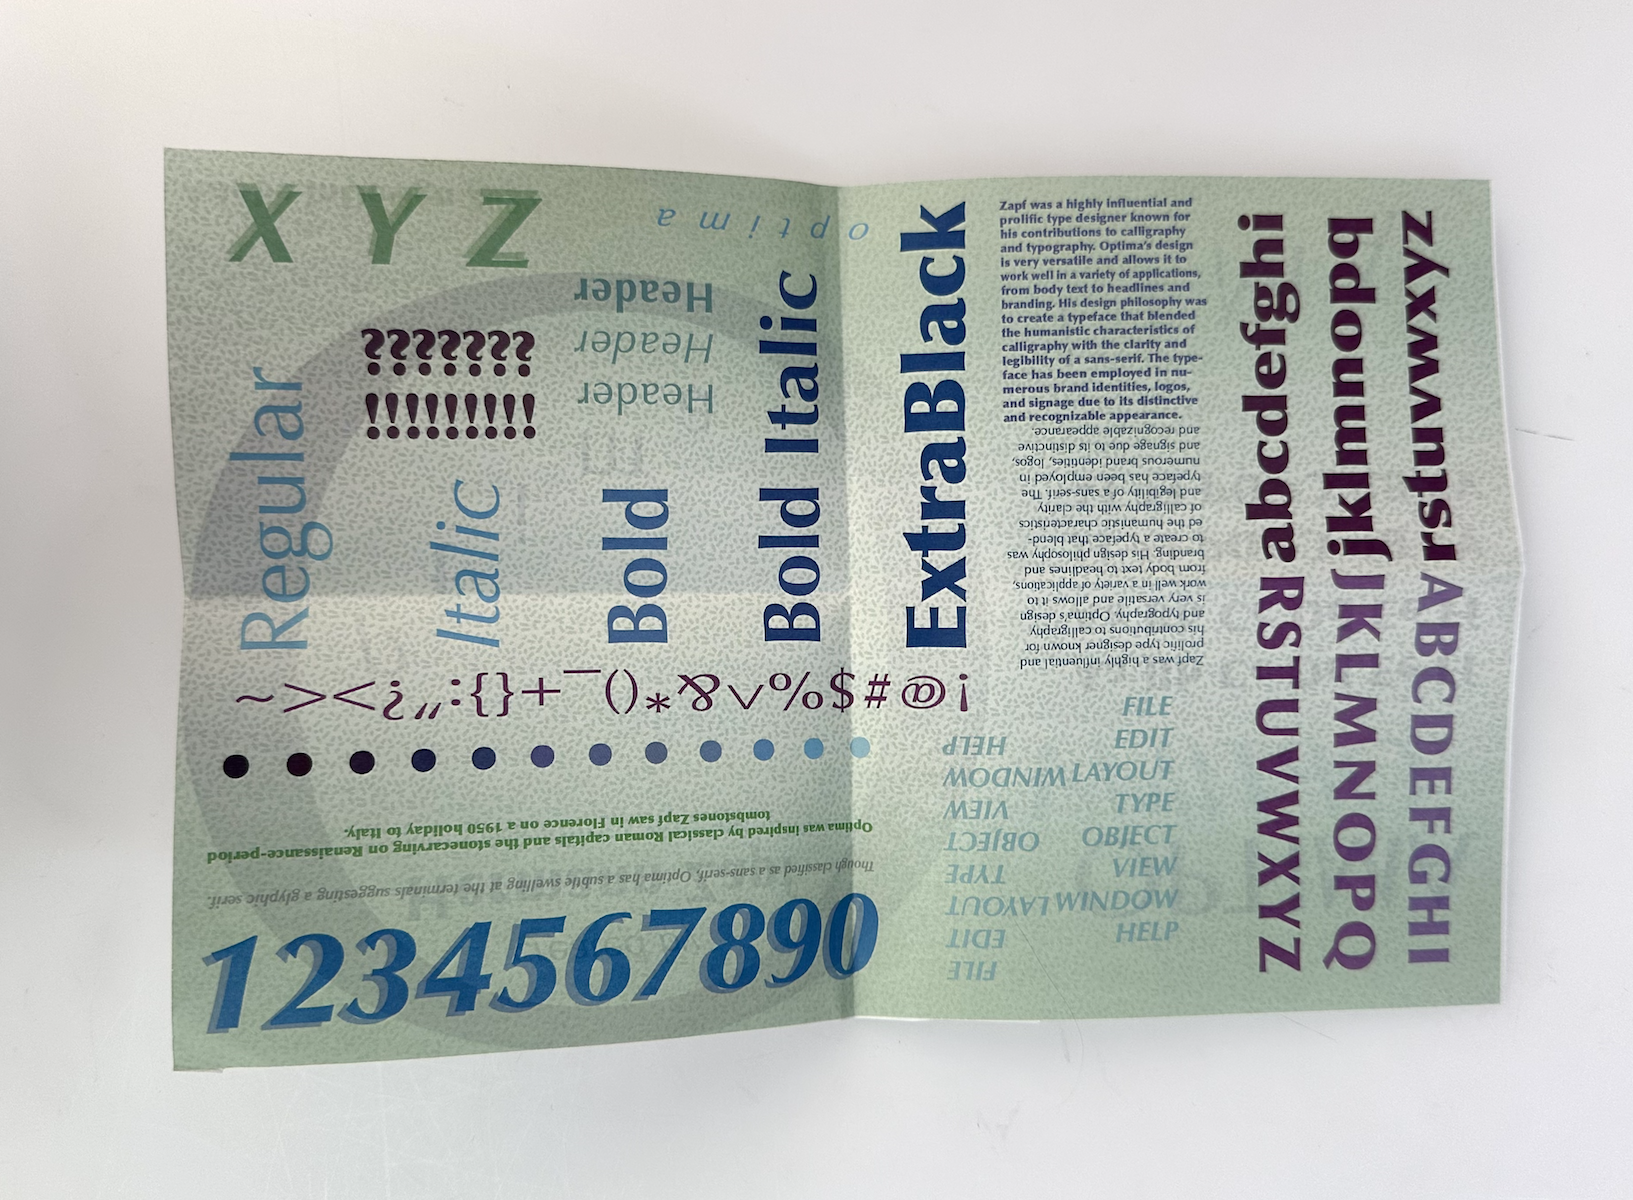 X Y Z
optima
Header
Header
Header
???????
!!!!!!!!!
Regular
Italic
Bold
Bold Italic
ExtraBlack
!@#$%^&*()_+{}:"?><~
Optima was inspired by classical Roman capitals and the stonecarving on Renaissance-period
tombstones Zapf saw in Florence on a 1950 holiday to Italy.
Though classified as a sans-serif, Optima has a subtle swelling at the terminals suggesting a glyphic serif.
1234567890
Zapf was a highly influential and
prolific type designer known for
his contributions to calligraphy
and typography. Optima's design
is very versatile and allows it to
work well in a variety of applications,
from body text to headlines and
branding. His design philosophy was
to create a typeface that blended
the humanistic characteristics of
calligraphy with the clarity and
legibility of a sans-serif. The type-
face has been employed in nu-
merous brand identities, logos,
and signage due to its distinctive
and recognizable appearance.
Zapf was a highly influential and
prolific type designer known for
his contributions to calligraphy
and typography. Optima's design
is very versatile and allows it to
work well in a variety of applications,
from body text to headlines and
branding. His design philosophy was
to create a typeface that blend-
ed the humanistic characteristics
of calligraphy with the clarity
and legibility of a sans-serif. The
typeface has been employed in
numerous brand identities, logos,
and signage due to its distinctive
and recognizable appearance.
FILE
EDIT
LAYOUT
TYPE
OBJECT
VIEW
WINDOW
HELP
FILE
EDIT
LAYOUT
TYPE
OBJECT
VIEW
WINDOW
HELP
abcdefghi
jklmnopq
rstuvwxyz
ABCDEFGHI
JKLMNOPQ
RSTUVWXYZ